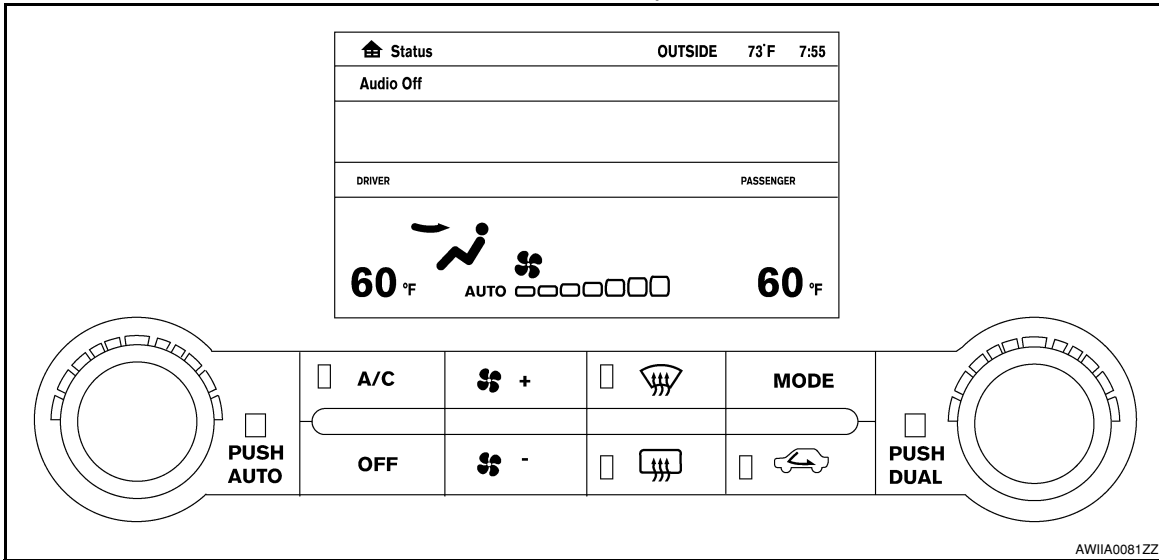 Status OUTSIDE 73°F 7:55
Audio Off
DRIVER PASSENGER
60 °F AUTO 60 °F
A/C + MODE
PUSH AUTO
OFF -
PUSH DUAL
AWIIA0081ZZ